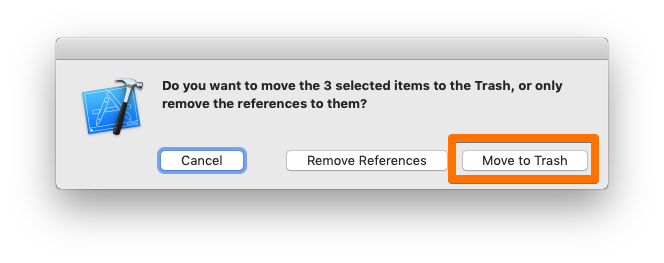 Do you want to move the 3 selected items to the Trash, or only
remove the references to them?
Cancel
Remove References
Move to Trash